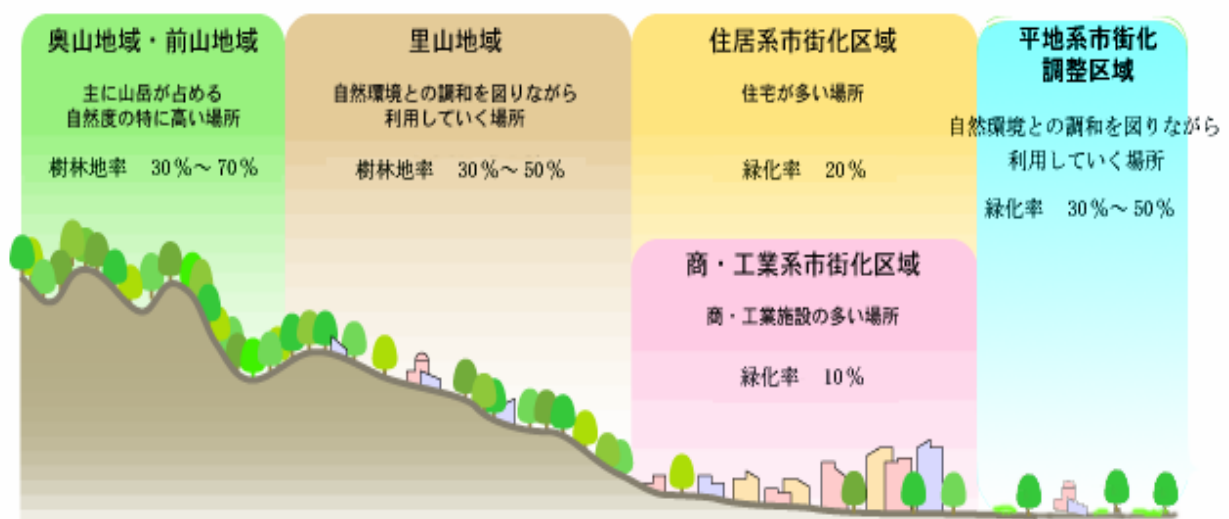 奥山地域・前山地域
主に山岳が占める
自然度の特に高い場所
樹林地率　30%～70%
里山地域
自然環境との調和を図りながら
利用していく場所
樹林地率　30%～50%
住居系市街化区域
住宅が多い場所
緑化率　20%
商・工業系市街化区域
商・工業施設の多い場所
緑化率　10%
平地系市街化
調整区域
自然環境との調和を図りながら
利用していく場所
緑化率　30%～50%